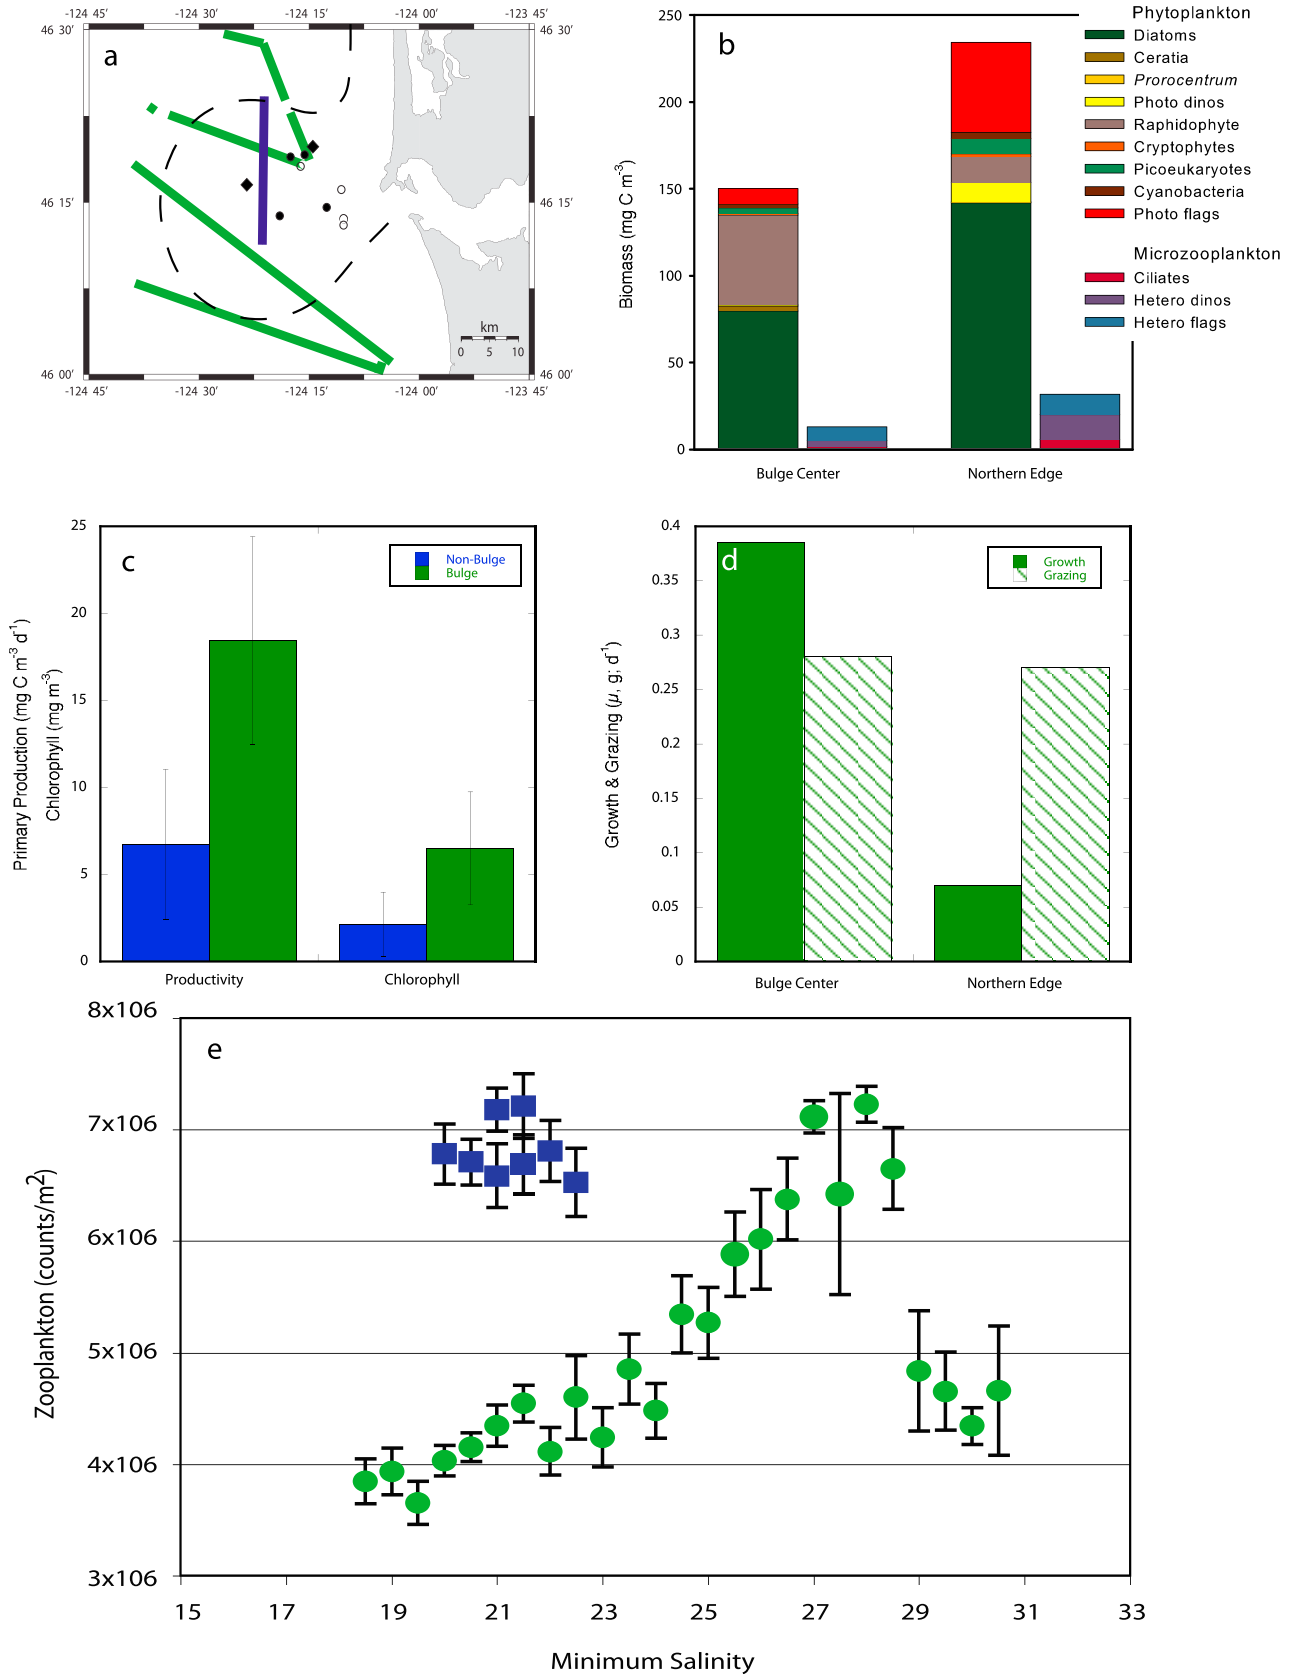 -124 45’ -124 30’ -124 15’ -124 00’ -123 45’
46 30’ 46 30’
a
46 15’ 46 15’
km
0 5 10
46 00’ 46 00’
-124 45’ -124 30’ -124 15’ -124 00’ -123 45’
b
Biomass (mg C m-3)
250
200
150
100
50
0
Bulge Center Northern Edge
Phytoplankton
Diatoms
Ceratia
Prorocentrum
Photo dinos
Raphidophyte
Cryptophytes
Picoeukaryotes
Cyanobacteria
Photo flags
Microzooplankton
Ciliates
Hetero dinos
Hetero flags
c
Primary Production (mg C m-3 d-1)
Chlorophyll (mg m-3)
25
20
15
10
5
0
Non-Bulge
Bulge
Productivity Chlorophyll
d
Growth & Grazing (μ, g; d-1)
0.4
0.35
0.3
0.25
0.2
0.15
0.1
0.05
0
Growth
Grazing
Bulge Center Northern Edge
e
Zooplankton (counts/m2)
8x106
7x106
6x106
5x106
4x106
3x106
15 17 19 21 23 25 27 29 31 33
Minimum Salinity